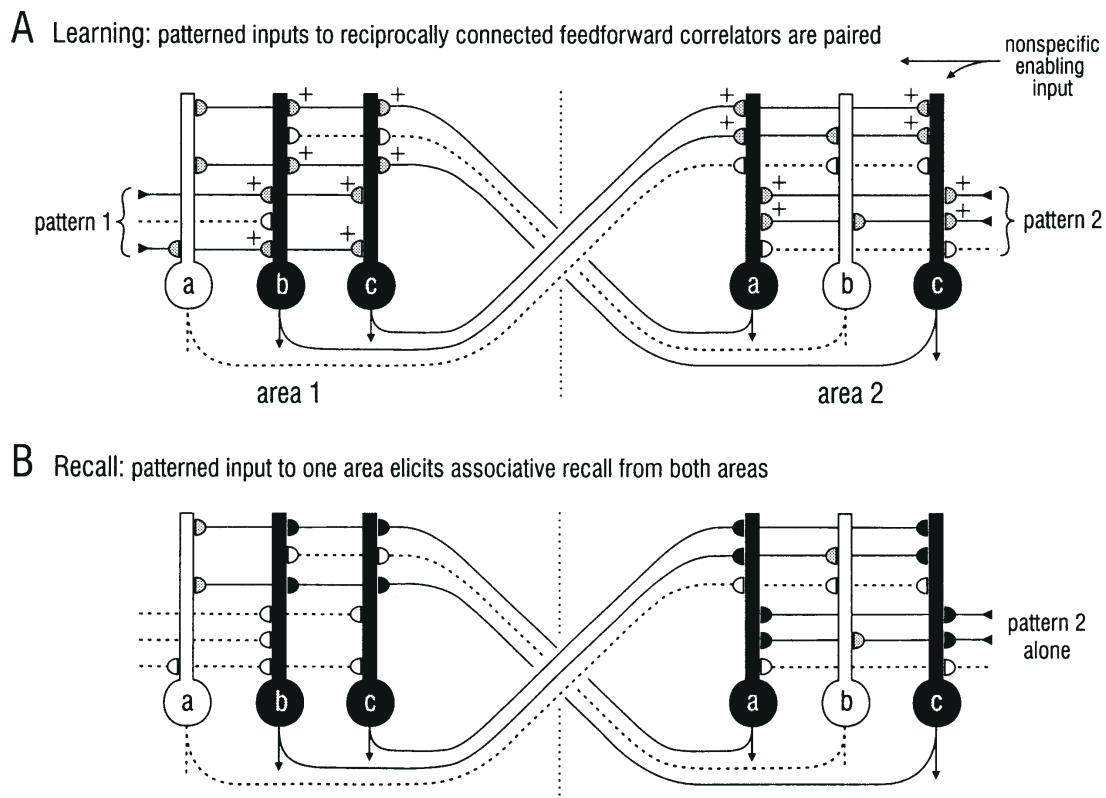 A Learning: patterned inputs to reciprocally connected feedforward correlators are paired
nonspecific
enabling
input
+ + + +
+ +
+ + + +
+ + + +
+ +
+ +
pattern 1
pattern 2
a b c a b c
area 1 area 2
B Recall: patterned input to one area elicits associative recall from both areas
pattern 2
alone
a b c a b c